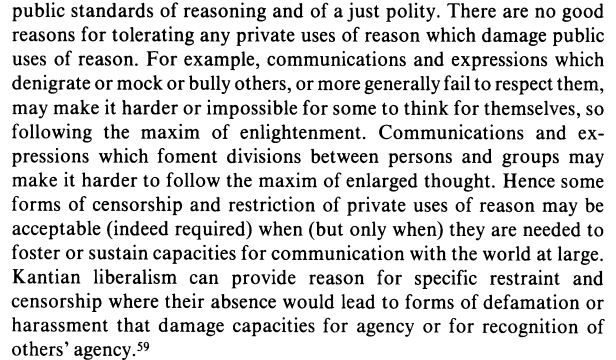 public standards of reasoning and of a just polity. There are no good
reasons for tolerating any private uses of reason which damage public
uses of reason. For example, communications and expressions which
denigrate or mock or bully others, or more generally fail to respect them,
may make it harder or impossible for some to think for themselves, so
following the maxim of enlightenment. Communications and ex-
pressions which foment divisions between persons and groups may
make it harder to follow the maxim of enlarged thought. Hence some
forms of censorship and restriction of private uses of reason may be
acceptable (indeed required) when (but only when) they are needed to
foster or sustain capacities for communication with the world at large.
Kantian liberalism can provide reason for specific restraint and
censorship where their absence would lead to forms of defamation or
harassment that damage capacities for agency or for recognition of
others' agency.⁵⁹